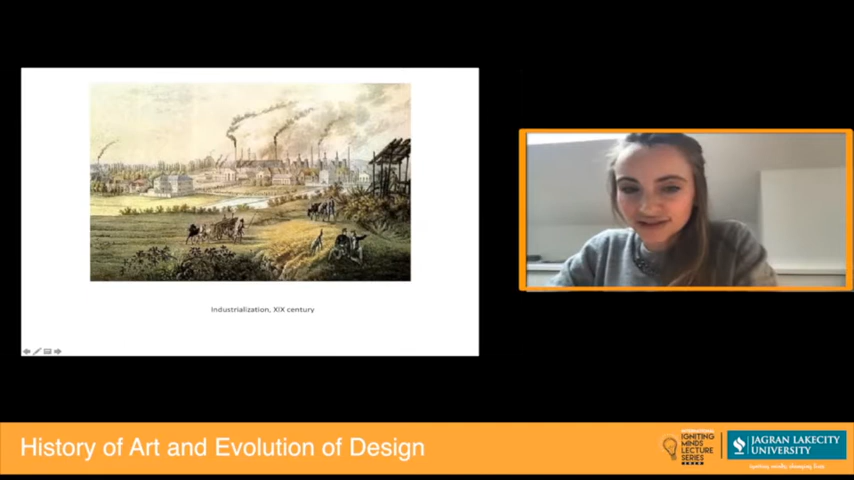 Industrialization, XIX century
History of Art and Evolution of Design
INTERNATIONAL
IGNITING
MINDS
LECTURE
SERIES
JAGRAN LAKECITY
UNIVERSITY